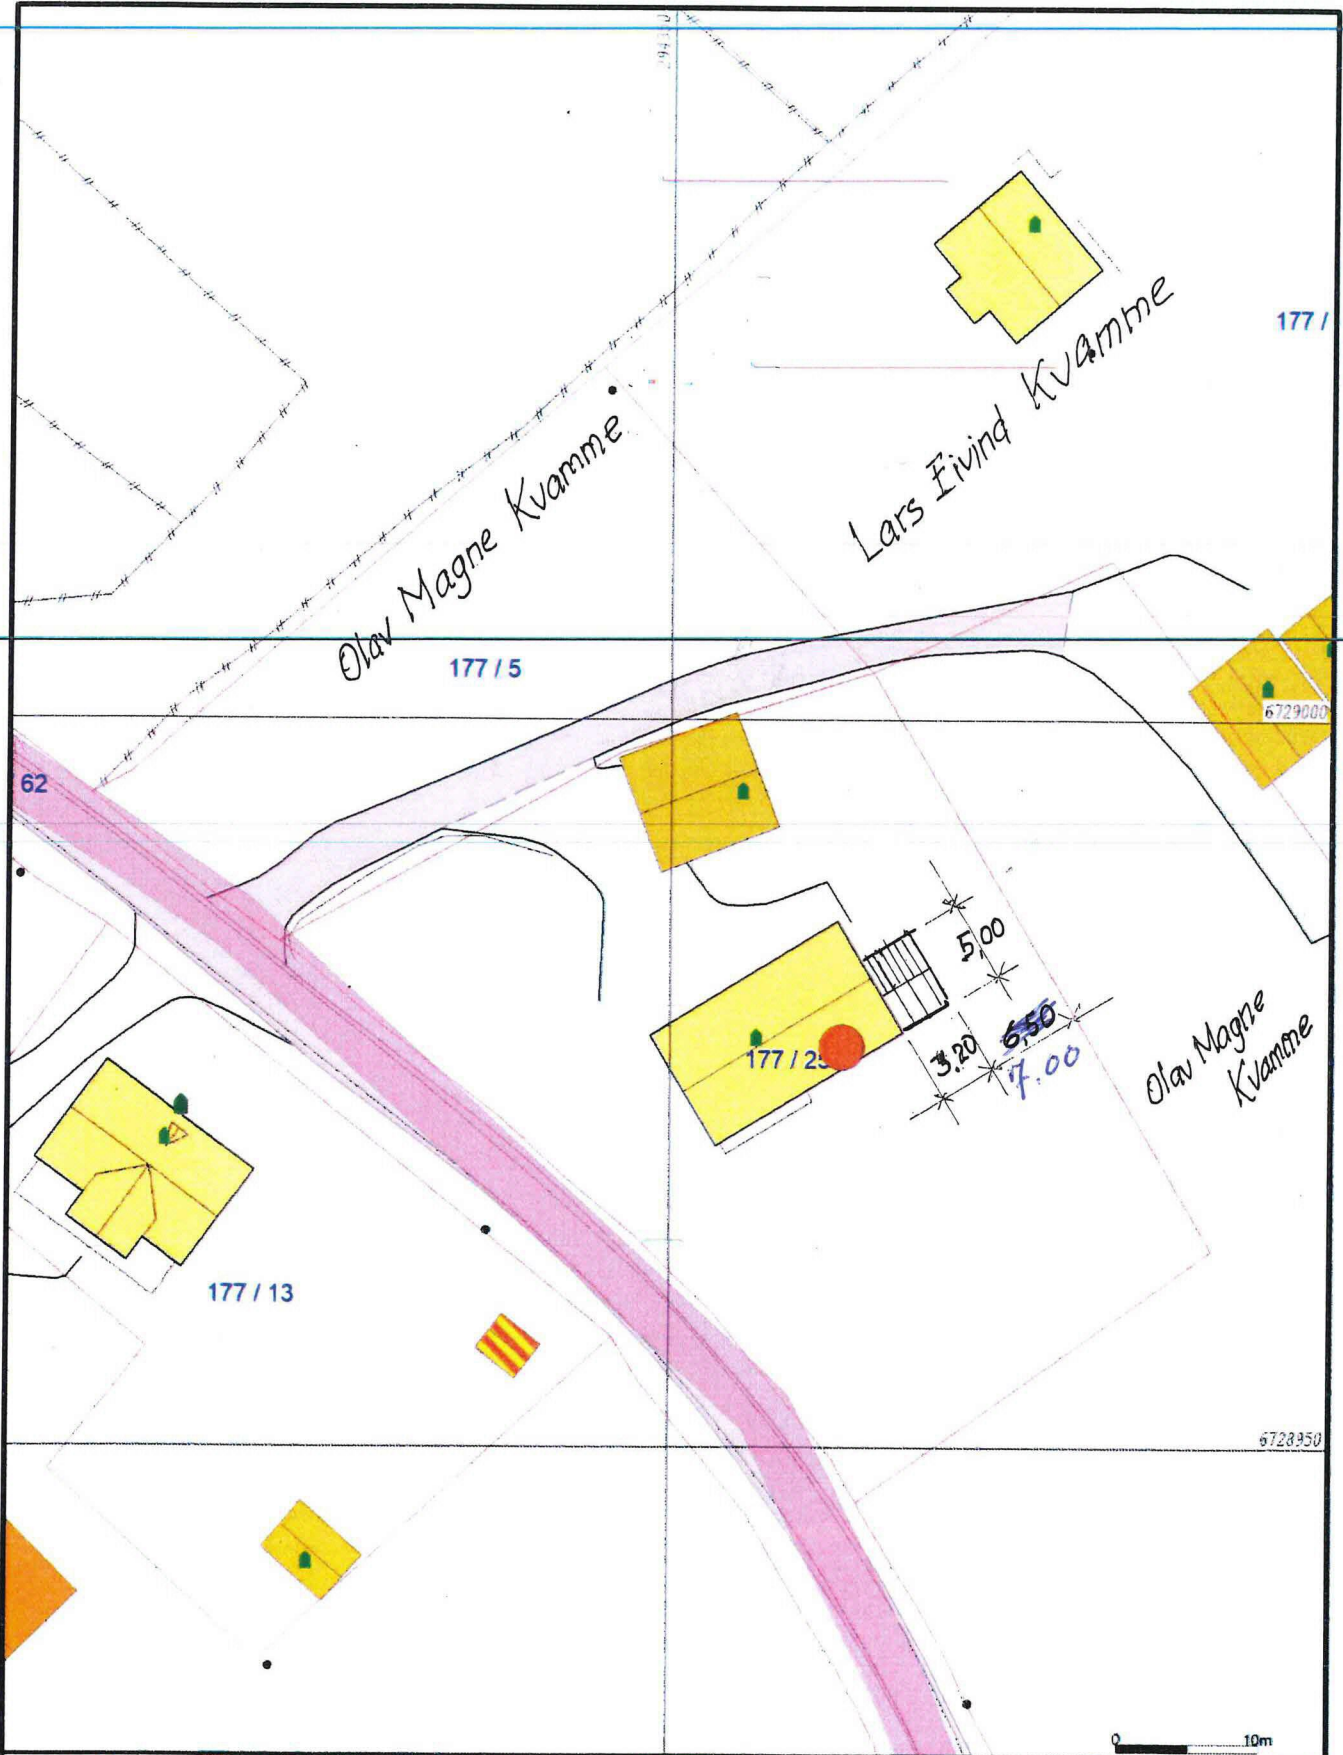 177 /
Olav Magne Kvamme
Lars Eivind Kvamme
177 / 5
6729000
62
5,00
6,50
3.20
7.00
177 / 25
Olav Magne
Kvamme
177 / 13
6728950
0 10m